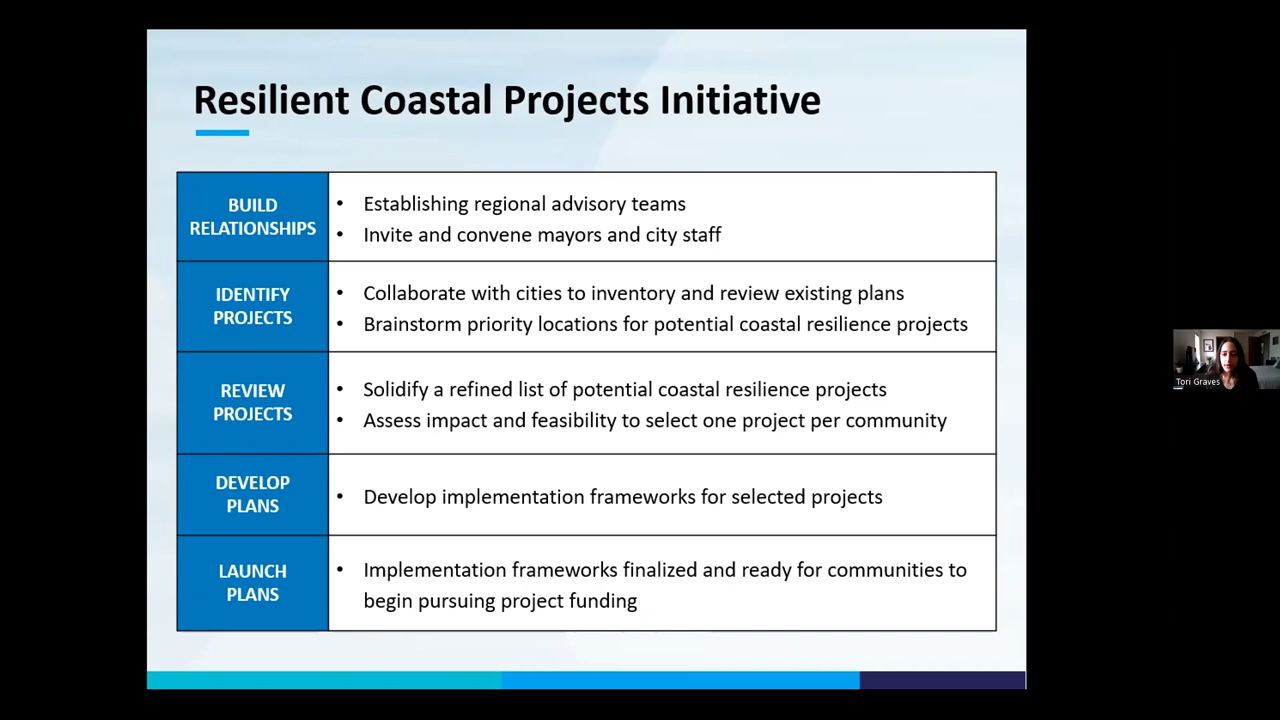 Resilient Coastal Projects Initiative
BUILD
RELATIONSHIPS
• Establishing regional advisory teams
• Invite and convene mayors and city staff
IDENTIFY
PROJECTS
• Collaborate with cities to inventory and review existing plans
• Brainstorm priority locations for potential coastal resilience projects
REVIEW
PROJECTS
• Solidify a refined list of potential coastal resilience projects
• Assess impact and feasibility to select one project per community
DEVELOP
PLANS
• Develop implementation frameworks for selected projects
LAUNCH
PLANS
• Implementation frameworks finalized and ready for communities to
begin pursuing project funding
Tori Graves